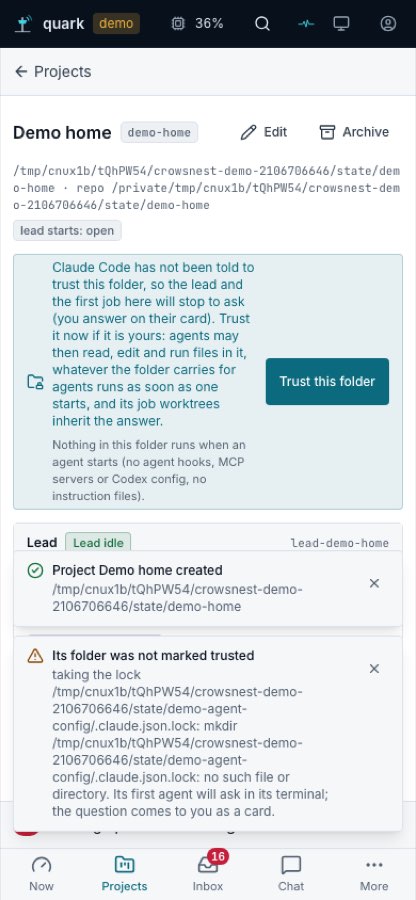 quark demo 36%
Projects
Demo home demo-home Edit Archive
/tmp/cnux1b/tQhPW54/crowsnest-demo-2106706646/state/dem
o-home · repo /private/tmp/cnux1b/tQhPW54/crowsnest-dem
o-2106706646/state/demo-home
lead starts: open
Claude Code has not been told to
trust this folder, so the lead and
the first job here will stop to ask
(you answer on their card). Trust
it now if it is yours: agents may
then read, edit and run files in it,
whatever the folder carries for
agents runs as soon as one
starts, and its job worktrees
inherit the answer.
Trust this folder
Nothing in this folder runs when an
agent starts (no agent hooks, MCP
servers or Codex config, no
instruction files).
Lead Lead idle lead-demo-home
Project Demo home created
/tmp/cnux1b/tQhPW54/crowsnest-demo-
2106706646/state/demo-home
Its folder was not marked trusted
taking the lock
/tmp/cnux1b/tQhPW54/crowsnest-demo-
2106706646/state/demo-agent-
config/.claude.json.lock: mkdir
/tmp/cnux1b/tQhPW54/crowsnest-demo-
2106706646/state/demo-agent-
config/.claude.json.lock: no such file or
directory. Its first agent will ask in its terminal;
the question comes to you as a card.
16
Now Projects Inbox Chat More